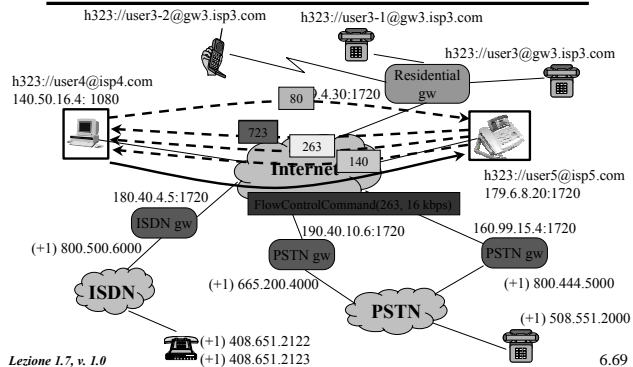 h323://user3-2@gw3.isp3.com
h323://user3-1@gw3.isp3.com
h323://user3@gw3.isp3.com
h323://user4@isp4.com
140.50.16.4: 1080
Residential
gw
80
.4.30:1720
723
263
140
Internet
h323://user5@isp5.com
179.6.8.20:1720
180.40.4.5:1720
FlowControlCommand(263, 16 kbps)
ISDN gw
190.40.10.6:1720
160.99.15.4:1720
PSTN gw
PSTN gw
(+1) 800.500.6000
(+1) 665.200.4000
(+1) 800.444.5000
ISDN
PSTN
(+1) 508.551.2000
(+1) 408.651.2122
(+1) 408.651.2123
Lezione 1.7, v. 1.0
6.69